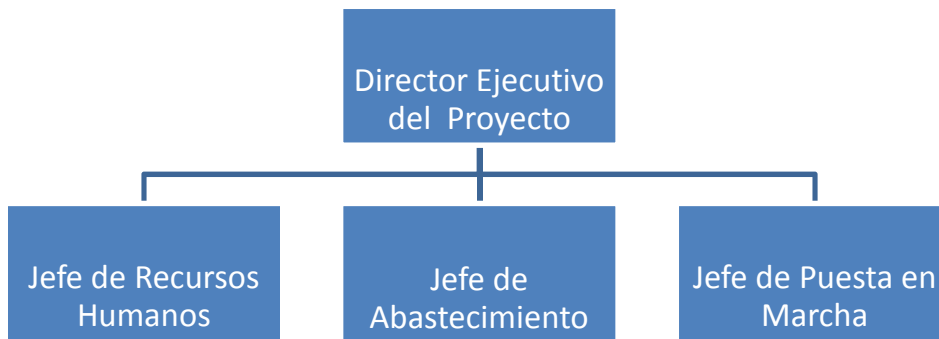 Director Ejecutivo
del Proyecto
Jefe de Recursos
Humanos
Jefe de
Abastecimiento
Jefe de Puesta en
Marcha